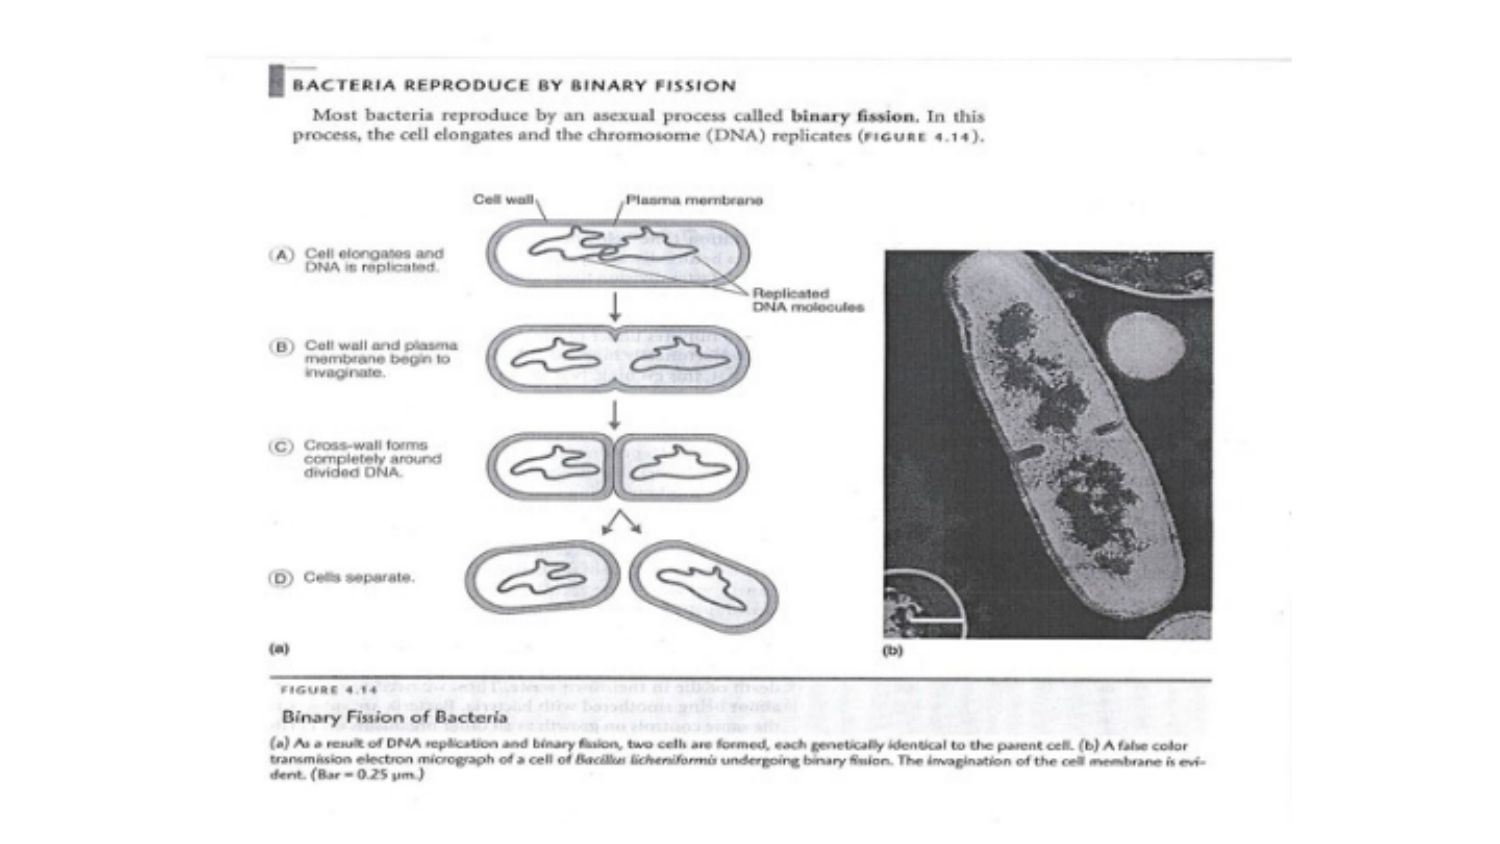 BACTERIA REPRODUCE BY BINARY FISSION
Most bacteria reproduce by an asexual process called binary fission. In this
process, the cell elongates and the chromosome (DNA) replicates (FIGURE 4.14).
Cell wall
Plasma membrane
(A) Cell elongates and
DNA is replicated.
Replicated
DNA molecules
(B) Cell wall and plasma
membrane begin to
invaginate.
(C) Cross-wall forms
completely around
divided DNA.
(D) Cells separate.
(a)
(b)
FIGURE 4.14
Binary Fission of Bacteria
(a) As a result of DNA replication and binary fission, two cells are formed, each genetically identical to the parent cell. (b) A false color
transmission electron micrograph of a cell of Bacillus licheniformis undergoing binary fission. The invagination of the cell membrane is evi-
dent. (Bar = 0.25 µm.)